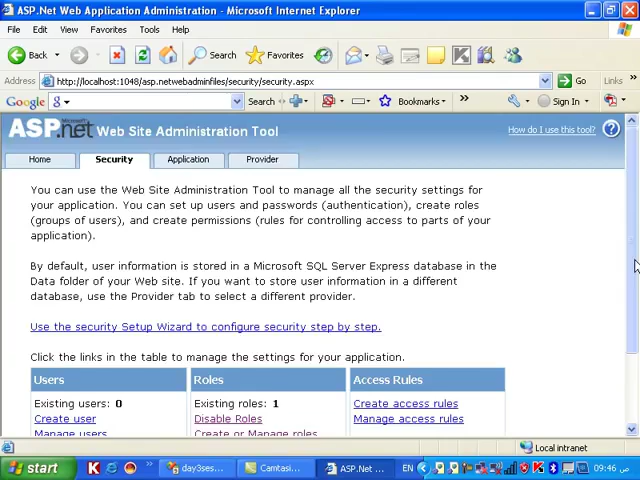 ASP.Net Web Application Administration - Microsoft Internet Explorer
File Edit View Favorites Tools Help
Back Search Favorites
Address http://localhost:1048/asp.netwebadminfiles/security/security.aspx Go Links
Google Search Bookmarks Sign In
Microsoft
ASP.net Web Site Administration Tool How do I use this tool? ?
Home Security Application Provider
You can use the Web Site Administration Tool to manage all the security settings for
your application. You can set up users and passwords (authentication), create roles
(groups of users), and create permissions (rules for controlling access to parts of your
application).
By default, user information is stored in a Microsoft SQL Server Express database in the
Data folder of your Web site. If you want to store user information in a different
database, use the Provider tab to select a different provider.
Use the security Setup Wizard to configure security step by step.
Click the links in the table to manage the settings for your application.
Users Roles Access Rules
Existing users: 0 Existing roles: 1 Create access rules
Create user Disable Roles Manage access rules
Manage users Create or Manage roles
Local intranet
start day3ses... Camtasi... ASP.Net ... EN 09:46 ص